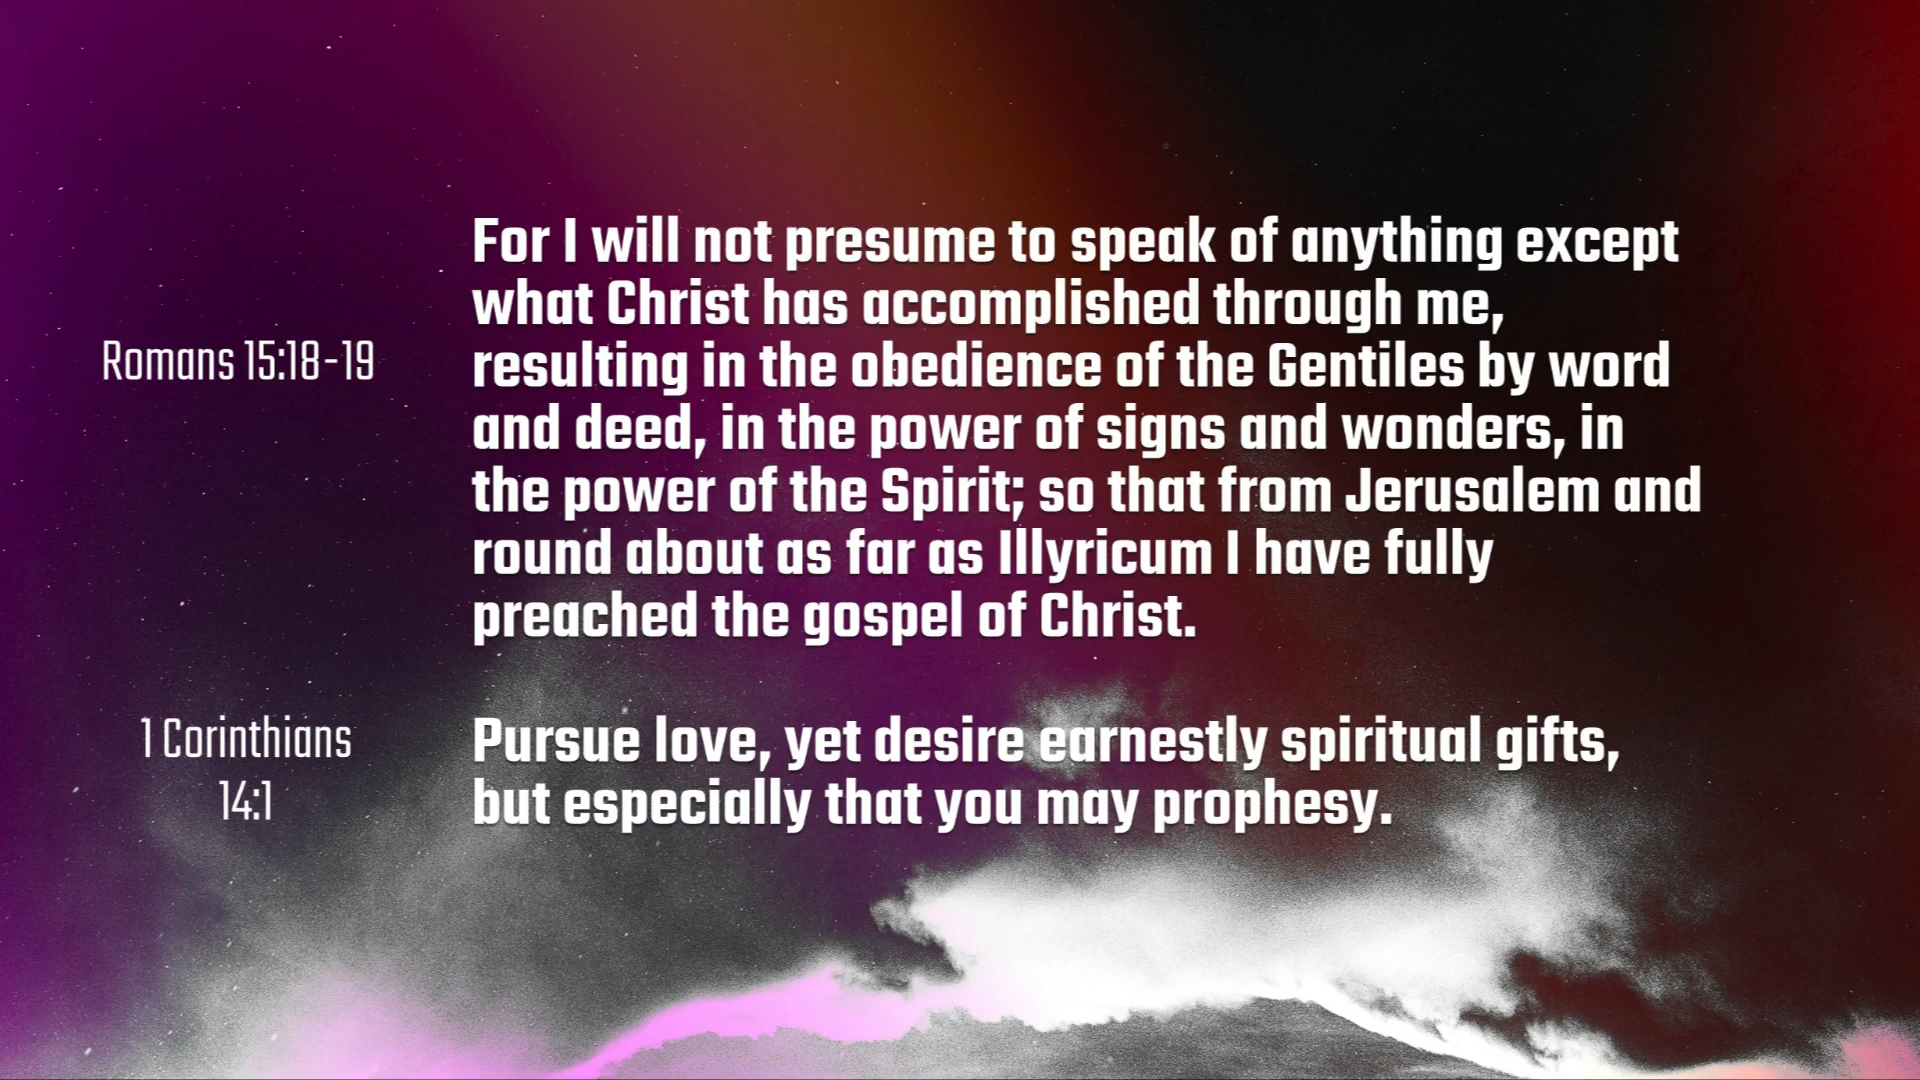 Romans 15:18-19
For I will not presume to speak of anything except
what Christ has accomplished through me,
resulting in the obedience of the Gentiles by word
and deed, in the power of signs and wonders, in
the power of the Spirit; so that from Jerusalem and
round about as far as Illyricum I have fully
preached the gospel of Christ.
1 Corinthians
14:1
Pursue love, yet desire earnestly spiritual gifts,
but especially that you may prophesy.